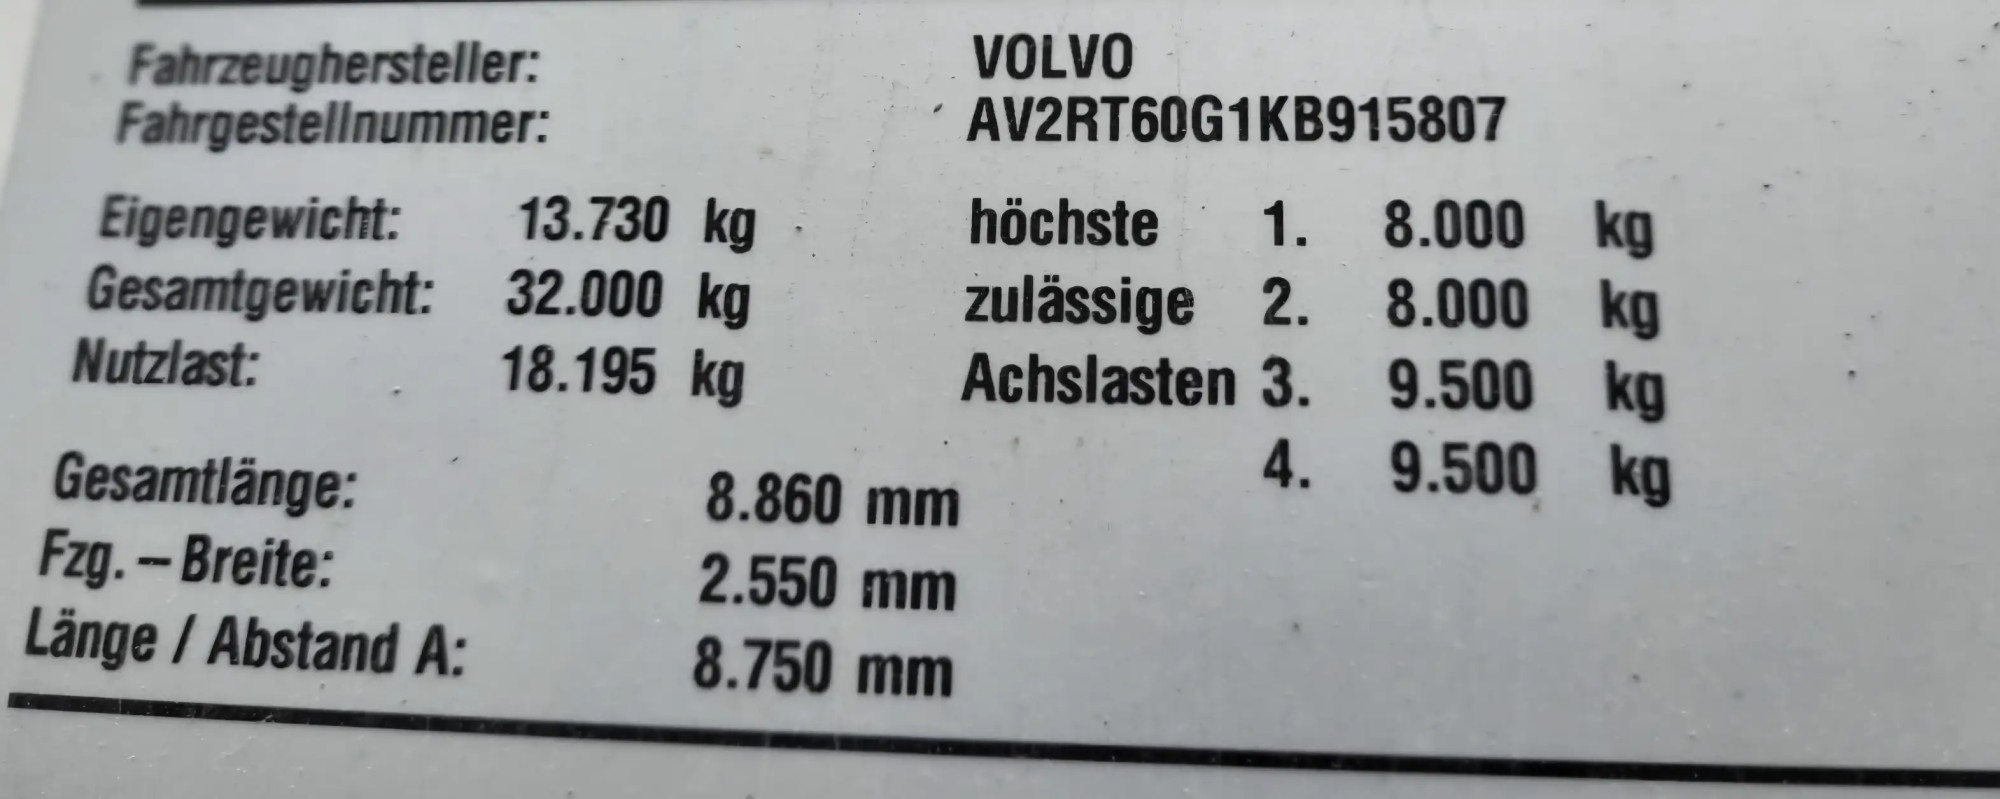 Fahrzeughersteller: VOLVO
Fahrgestellnummer: AV2RT60G1KB915807
Eigengewicht: 13.730 kg höchste 1. 8.000 kg
Gesamtgewicht: 32.000 kg zulässige 2. 8.000 kg
Nutzlast: 18.195 kg Achslasten 3. 9.500 kg
4. 9.500 kg
Gesamtlänge: 8.860 mm
Fzg. – Breite: 2.550 mm
Länge / Abstand A: 8.750 mm